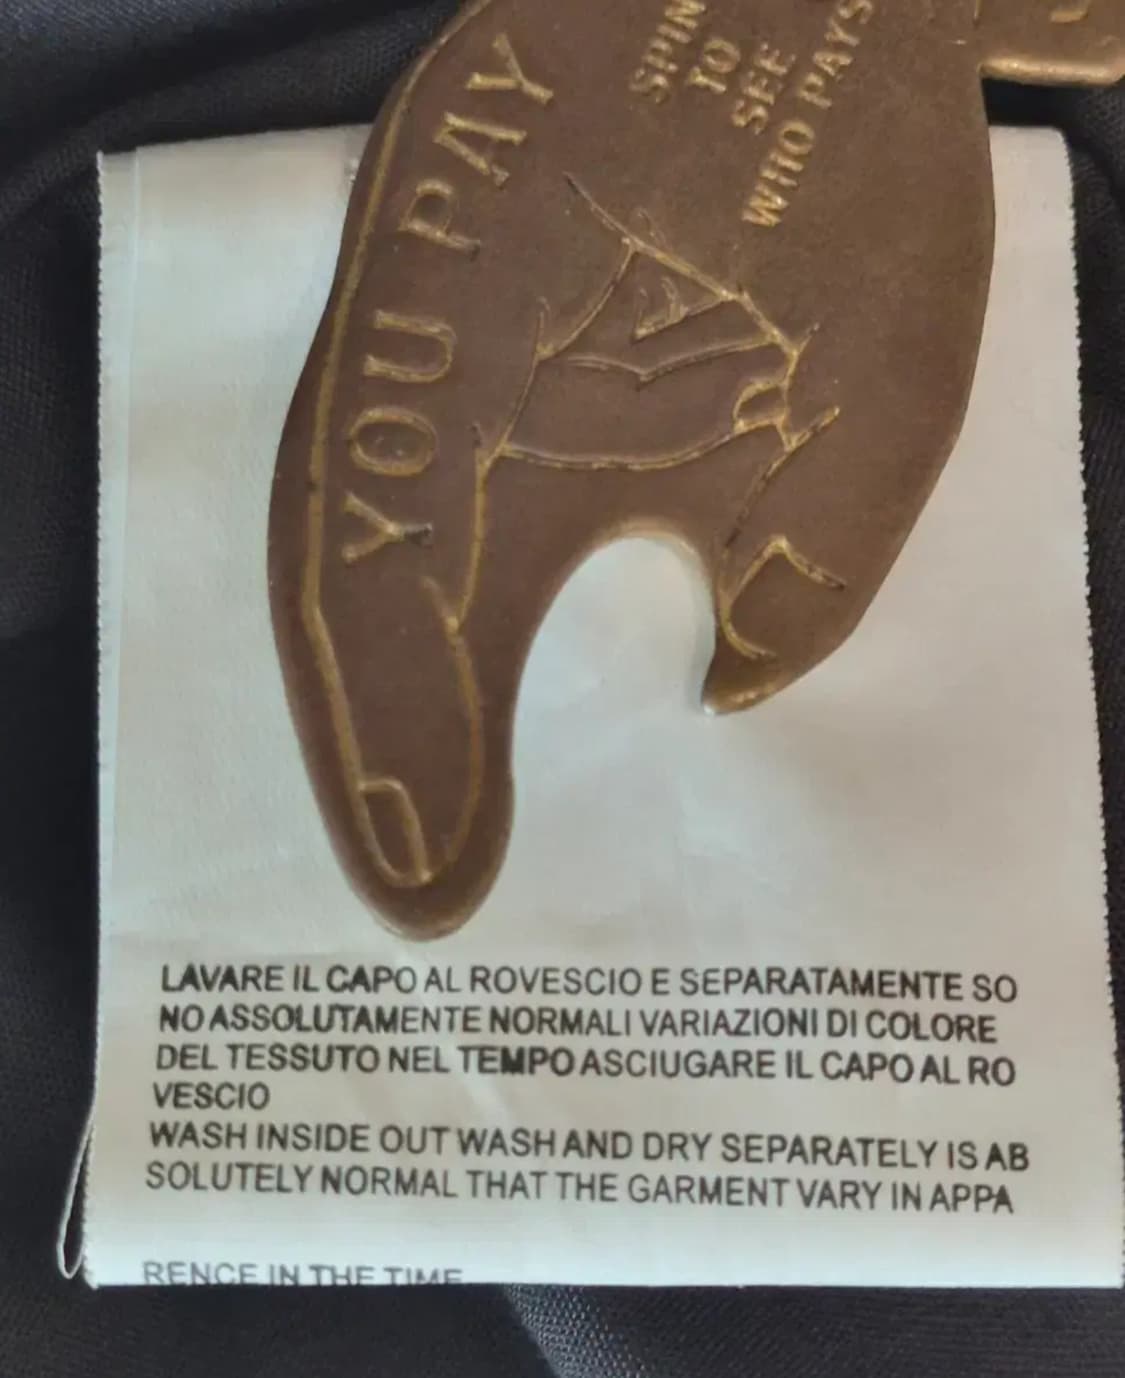 YOU PAY
SPIN
TO
SEE
WHO PAYS
LAVARE IL CAPO AL ROVESCIO E SEPARATAMENTE SO
NO ASSOLUTAMENTE NORMALI VARIAZIONI DI COLORE
DEL TESSUTO NEL TEMPO ASCIUGARE IL CAPO AL RO
VESCIO
WASH INSIDE OUT WASH AND DRY SEPARATELY IS AB
SOLUTELY NORMAL THAT THE GARMENT VARY IN APPA
RENCE IN THE TIME